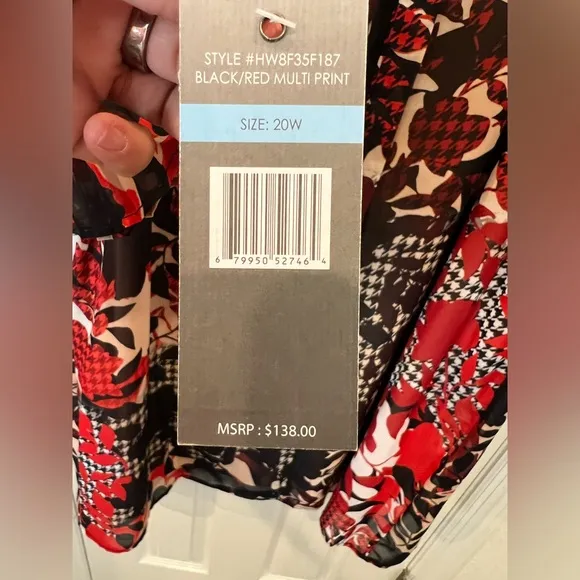 STYLE #HW8F35F187
BLACK/RED MULTI PRINT
SIZE: 20W
6 79950 52746 4
MSRP : $138.00